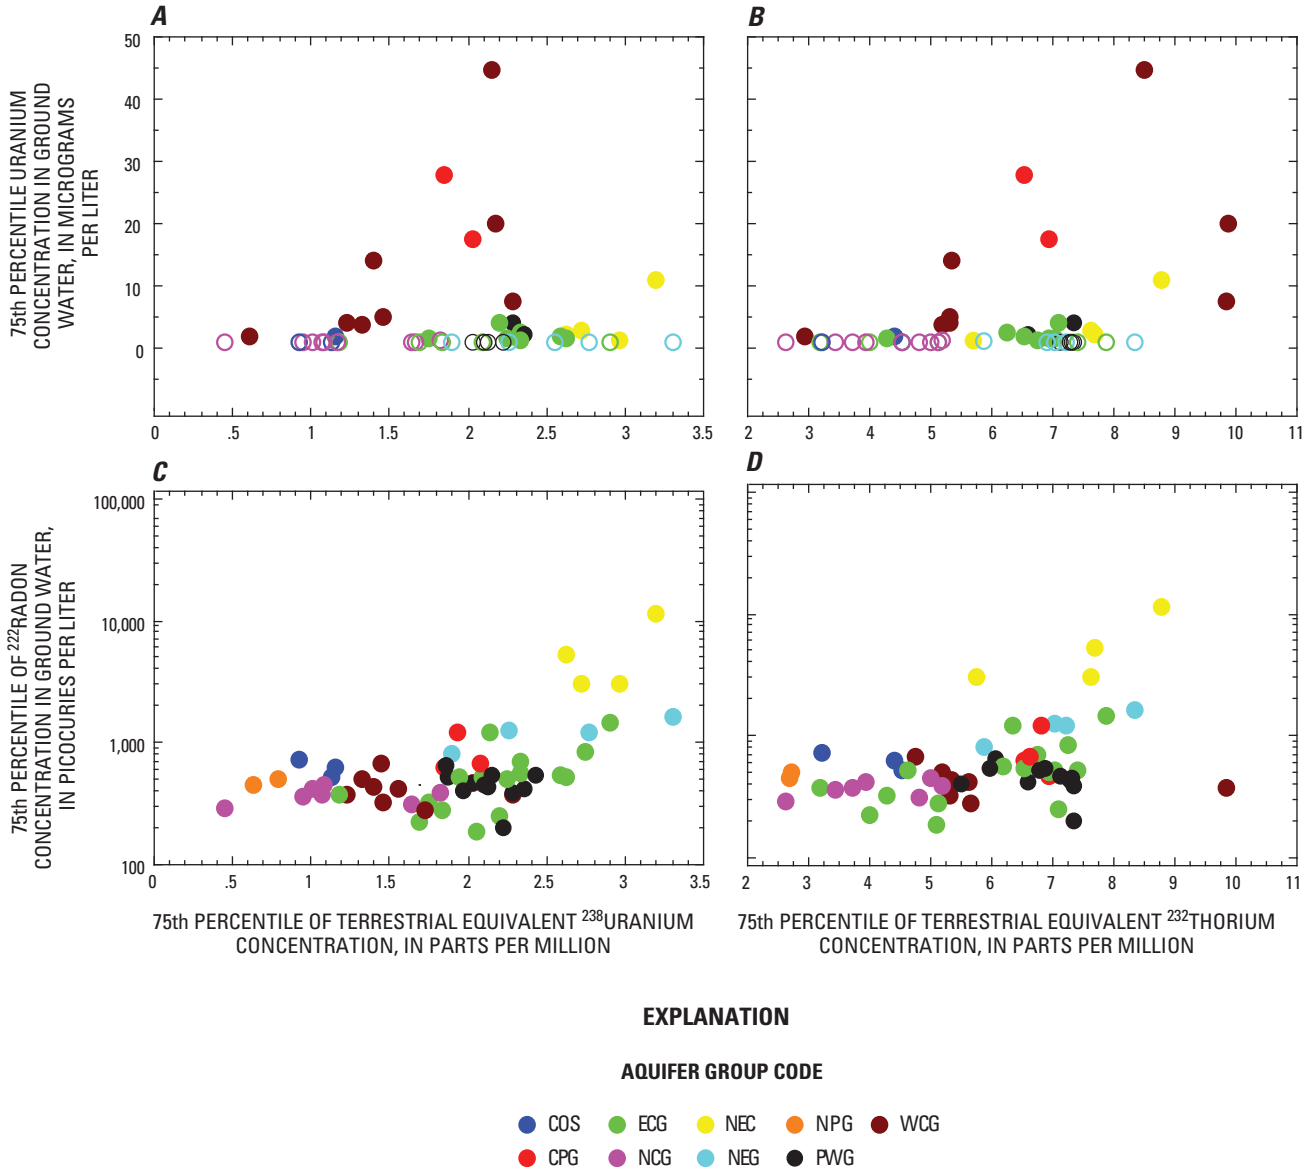 A
B
75th PERCENTILE URANIUM
CONCENTRATION IN GROUND
WATER, IN MICROGRAMS
PER LITER
50
40
30
20
10
0
0 .5 1 1.5 2 2.5 3 3.5
2 3 4 5 6 7 8 9 10 11
C
D
75th PERCENTILE OF 222RADON
CONCENTRATION IN GROUND WATER,
IN PICOCURIES PER LITER
100,000
10,000
1,000
100
0 .5 1 1.5 2 2.5 3 3.5
2 3 4 5 6 7 8 9 10 11
75th PERCENTILE OF TERRESTRIAL EQUIVALENT 238URANIUM
CONCENTRATION, IN PARTS PER MILLION
75th PERCENTILE OF TERRESTRIAL EQUIVALENT 232THORIUM
CONCENTRATION, IN PARTS PER MILLION
EXPLANATION
AQUIFER GROUP CODE
COS ECG NEC NPG WCG
CPG NCG NEG PWG